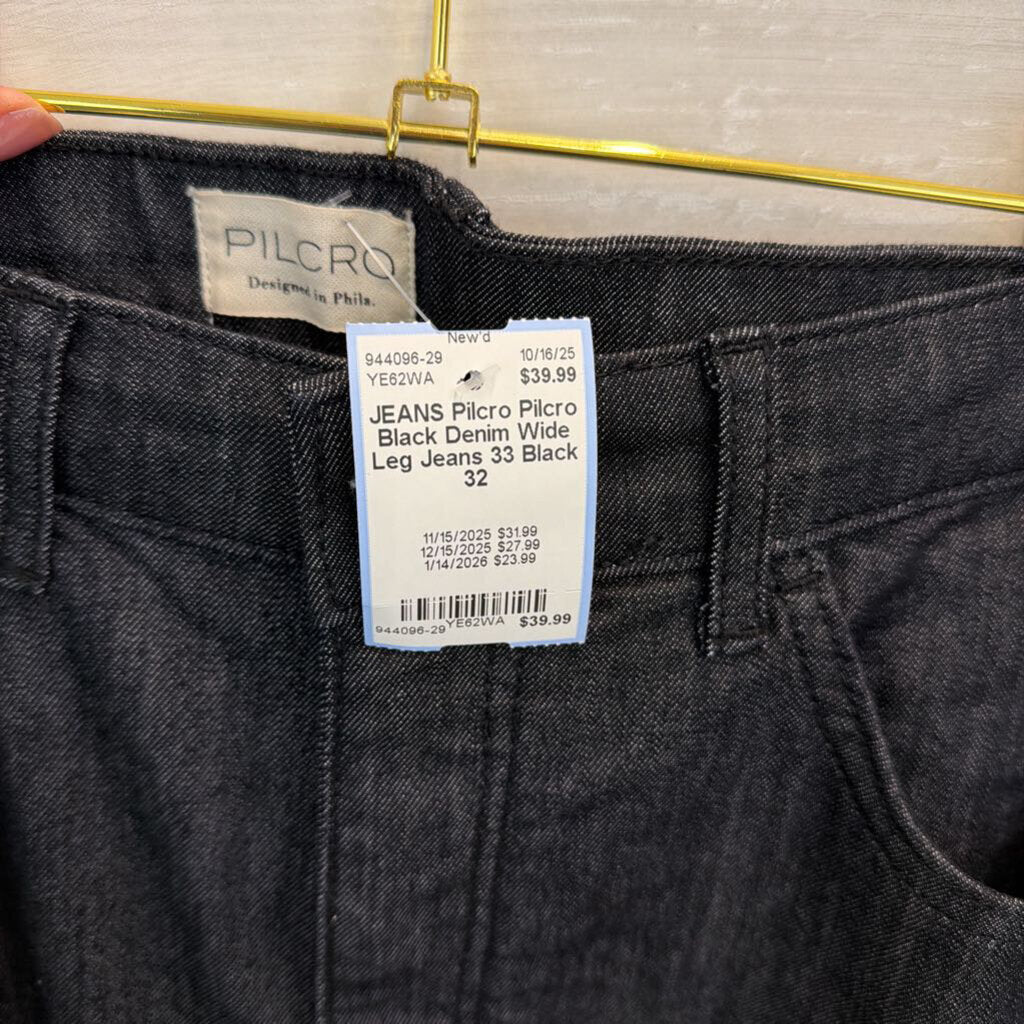 PILCRO
Designed in Phila.
New'd
944096-29 10/16/25
YE62WA $39.99
JEANS Pilcro Pilcro
Black Denim Wide
Leg Jeans 33 Black
32
11/15/2025 $31.99
12/15/2025 $27.99
1/14/2026 $23.99
944096-29 YE62WA $39.99